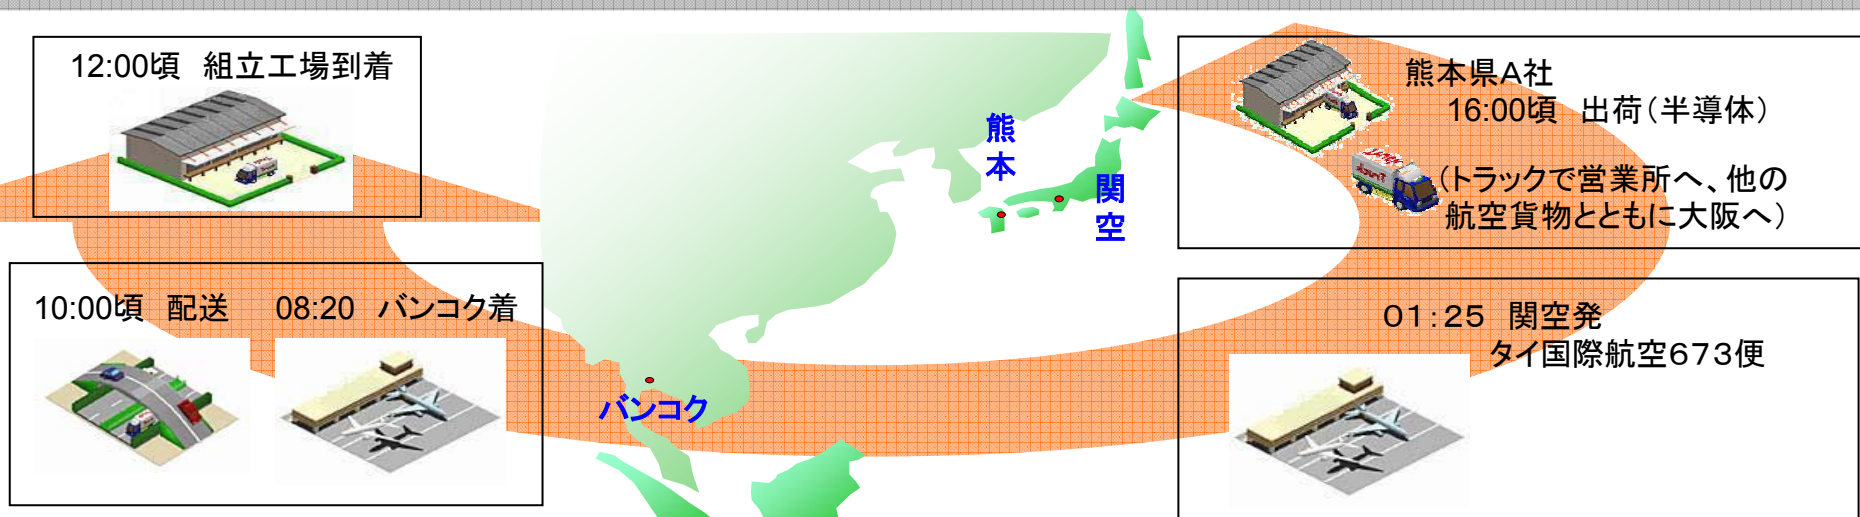 12:00頃　組立工場到着
熊本
関空
熊本県A社
16:00頃　出荷（半導体）
（トラックで営業所へ、他の
航空貨物とともに大阪へ）
10:00頃　配送
08:20　バンコク着
バンコク
０１：２５　関空発
タイ国際航空６７３便